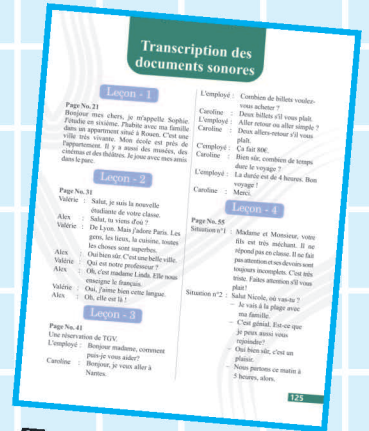 Transcription des
documents sonores
Leçon - 1
Page No. 21
Bonjour mes chers, je m'appelle Sophie.
J'étudie en sixième. J'habite avec ma famille
dans un appartement situé à Rouen. C'est une
ville très vivante. Mon école est près de
l'appartement. Il y a aussi des musées, des
cinémas et des théâtres. Je joue avec mes amis
dans le parc.
Leçon - 2
Page No. 31
Valérie : Salut, je suis la nouvelle
étudiante de votre classe.
Alex : Salut, tu viens d'où ?
Valérie : De Lyon. Mais j'adore Paris. Les
gens, les lieux, la cuisine, toutes
les choses sont superbes.
Alex : Oui bien sûr. C'est une belle ville.
Valérie : Qui est notre professeur ?
Alex : Oh, c'est madame Linda. Elle nous
enseigne le français.
Valérie : Oui, j'aime bien cette langue.
Alex : Oh, elle est là !
Leçon - 3
Page No. 41
Une réservation de TGV.
L'employé : Bonjour madame, comment
puis-je vous aider?
Caroline : Bonjour, je veux aller à
Nantes.
L'employé : Combien de billets voulez-
vous acheter ?
Caroline : Deux billets s'il vous plaît.
L'employé : Aller retour ou aller simple ?
Caroline : Deux allers-retour s'il vous
plaît.
L'employé : Ça fait 80€.
Caroline : Bien sûr, combien de temps
dure le voyage ?
L'employé : La durée est de 4 heures. Bon
voyage !
Caroline : Merci.
Leçon - 4
Page No. 55
Situation n°1 : Madame et Monsieur, votre
fils est très méchant. Il ne
répond pas en classe. Il ne fait
pas attention et ses devoirs sont
toujours incomplets. C'est très
triste. Faites attention s'il vous
plaît!
Situation n°2 : Salut Nicole, où vas-tu ?
– Je vais à la plage avec
ma famille.
– C'est génial. Est-ce que
je peux aussi vous
rejoindre?
– Oui bien sûr, c'est un
plaisir.
– Nous partons ce matin à
5 heures, alors.
125